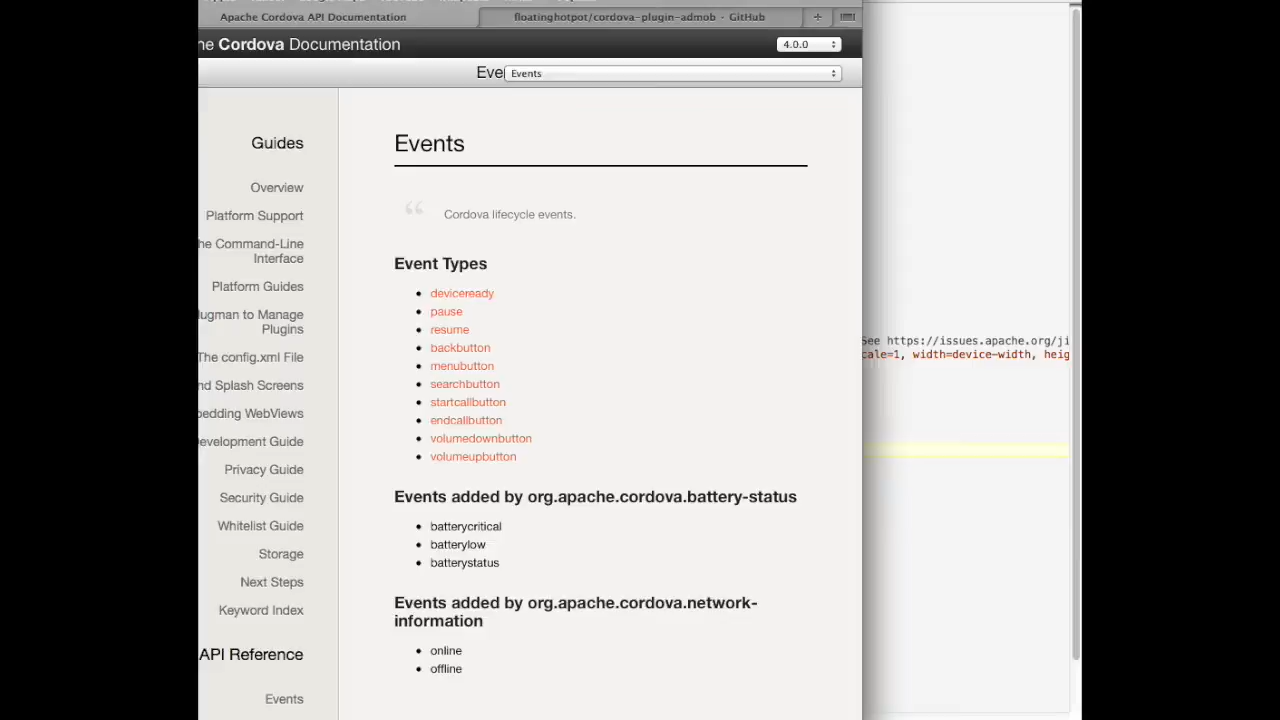 Apache Cordova API Documentation
floatinghotpot/cordova-plugin-admob - GitHub
+
he Cordova Documentation
4.0.0
Eve
Events
Guides
Overview
Platform Support
he Command-Line
Interface
Platform Guides
lugman to Manage
Plugins
The config.xml File
nd Splash Screens
bedding WebViews
evelopment Guide
Privacy Guide
Security Guide
Whitelist Guide
Storage
Next Steps
Keyword Index
API Reference
Events
Events
“ Cordova lifecycle events.
Event Types
• deviceready
• pause
• resume
• backbutton
• menubutton
• searchbutton
• startcallbutton
• endcallbutton
• volumedownbutton
• volumeupbutton
Events added by org.apache.cordova.battery-status
• batterycritical
• batterylow
• batterystatus
Events added by org.apache.cordova.network-
information
• online
• offline
See https://issues.apache.org/ji
cale=1, width=device-width, heig